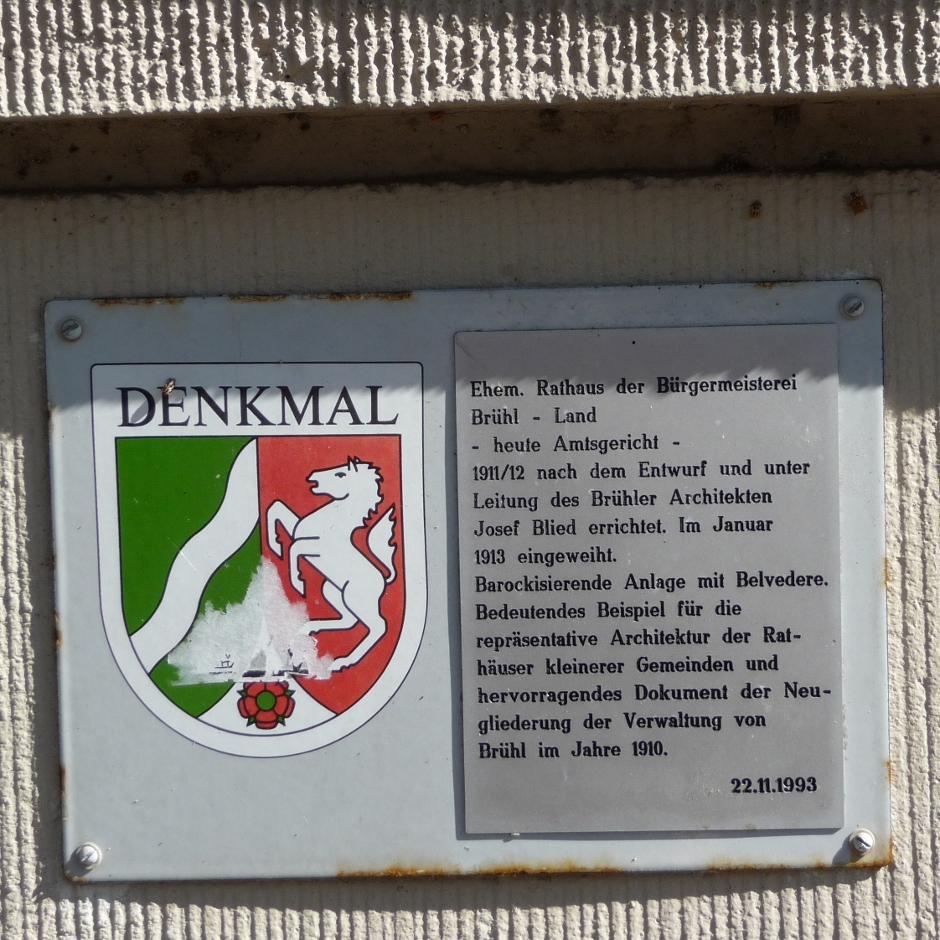 DENKMAL
Ehem. Rathaus der Bürgermeisterei
Brühl - Land
- heute Amtsgericht -
1911/12 nach dem Entwurf und unter
Leitung des Brühler Architekten
Josef Blied errichtet. Im Januar
1913 eingeweiht.
Barockisierende Anlage mit Belvedere.
Bedeutendes Beispiel für die
repräsentative Architektur der Rat-
häuser kleinerer Gemeinden und
hervorragendes Dokument der Neu-
gliederung der Verwaltung von
Brühl im Jahre 1910.
22.11.1993